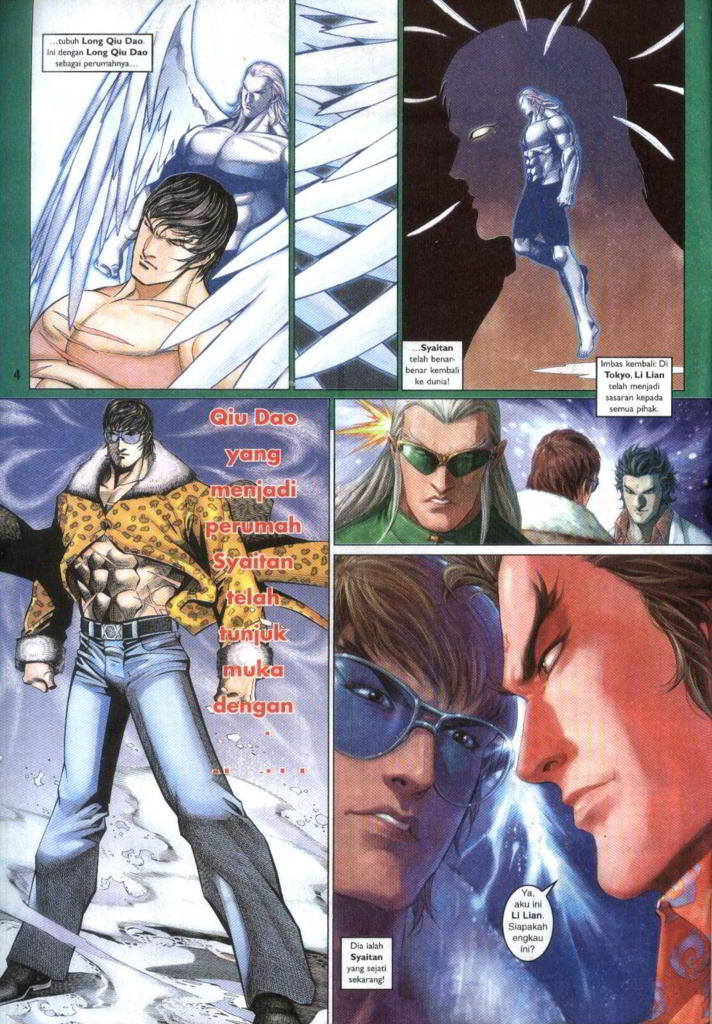 ...tubuh Long Qiu Dao.
Ini dengan Long Qiu Dao
sebagai perumahnya...
...Syaitan
telah benar-
benar kembali
ke dunia!
Imbas kembali: Di
Tokyo, Li Lian
telah menjadi
sasaran kepada
semua pihak.
4
Qiu Dao
yang
menjadi
perumah
Syaitan
telah
tunjuk
muka
dengan
Ya,
aku ini
Li Lian.
Siapakah
engkau
ini?
Dia ialah
Syaitan
yang sejati
sekarang!